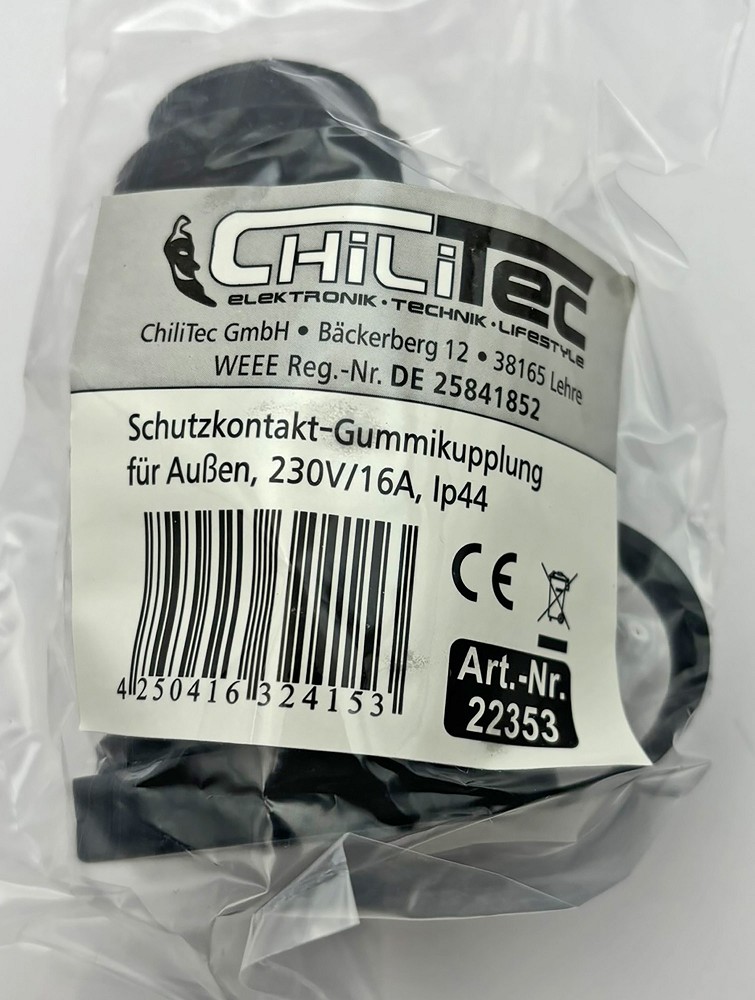 CHiLiTec
ELEKTRONIK • TECHNIK • LIFESTYLE
ChiliTec GmbH • Bäckerberg 12 • 38165 Lehre
WEEE Reg.-Nr. DE 25841852
Schutzkontakt-Gummikupplung
für Außen, 230V/16A, Ip44
CE
4 250416 324153
Art.-Nr.
22353